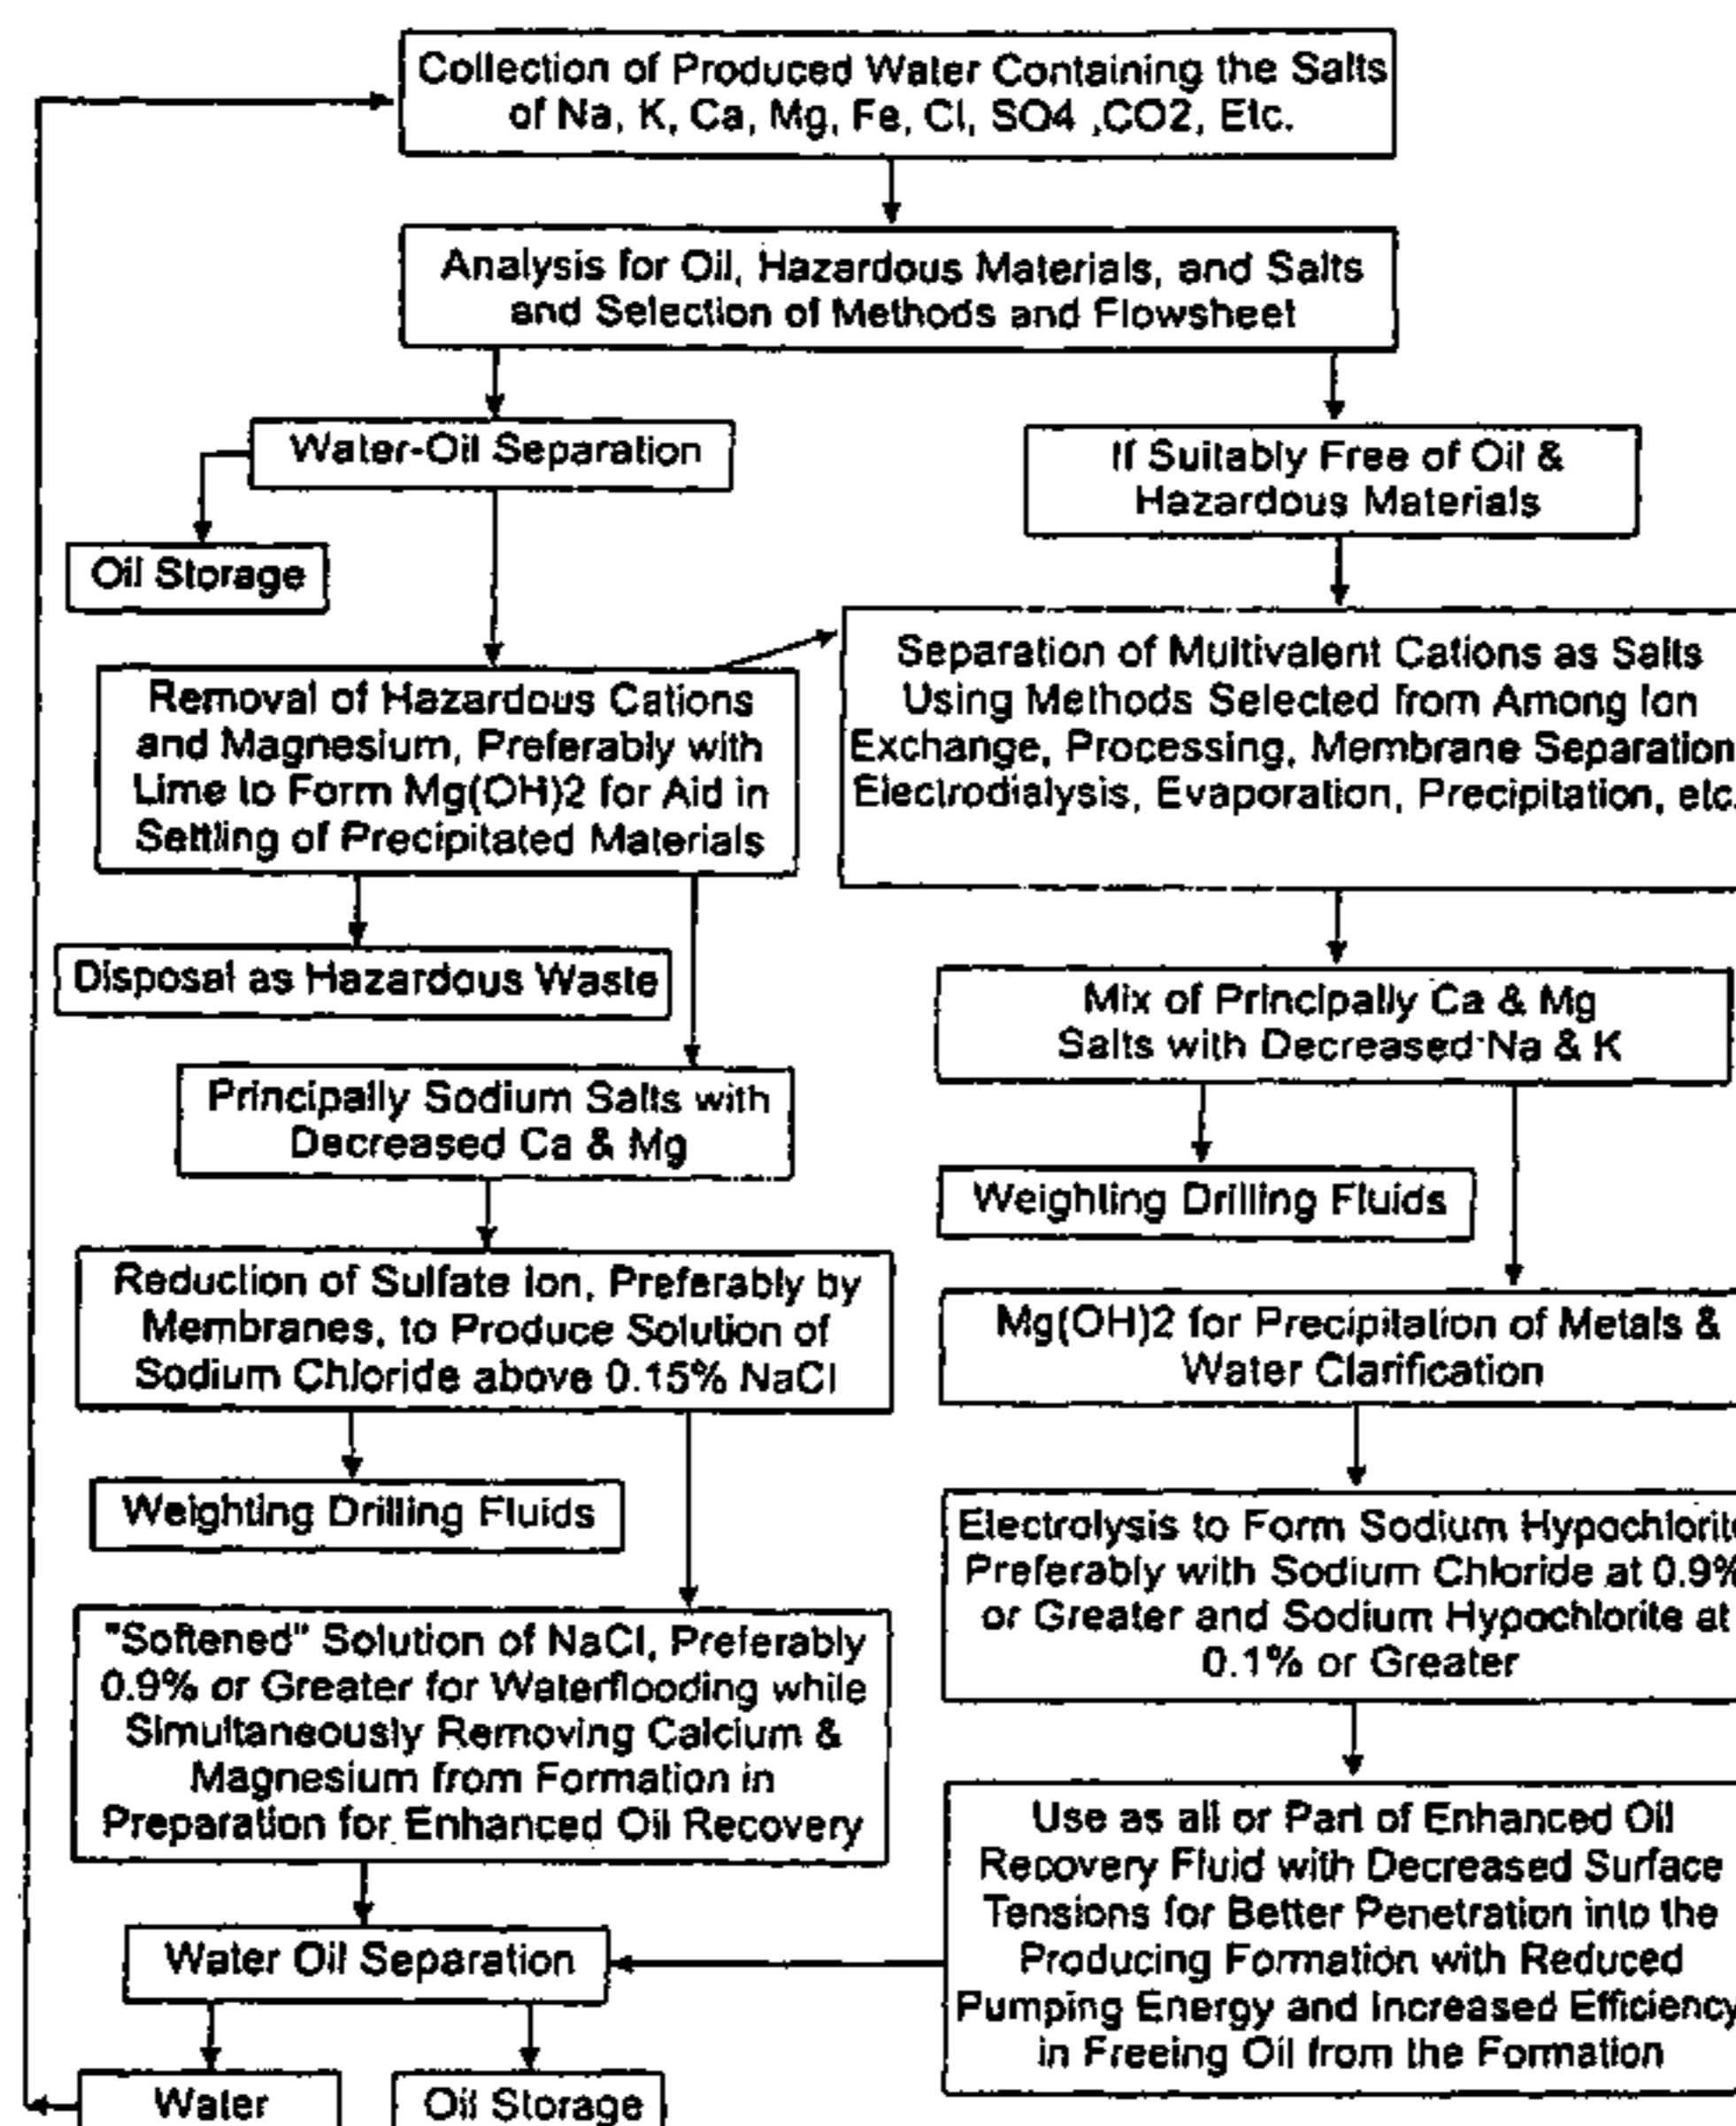 Collection of Produced Water Containing the Salts
of Na, K, Ca, Mg, Fe, Cl, SO4 ,CO2, Etc.
Analysis for Oil, Hazardous Materials, and Salts
and Selection of Methods and Flowsheet
Water-Oil Separation
Oil Storage
If Suitably Free of Oil &
Hazardous Materials
Removal of Hazardous Cations
and Magnesium, Preferably with
Lime to Form Mg(OH)2 for Aid in
Settling of Precipitated Materials
Separation of Multivalent Cations as Salts
Using Methods Selected from Among Ion
Exchange, Processing, Membrane Separation
Electrodialysis, Evaporation, Precipitation, etc.
Disposal as Hazardous Waste
Mix of Principally Ca & Mg
Salts with Decreased Na & K
Principally Sodium Salts with
Decreased Ca & Mg
Weighting Drilling Fluids
Reduction of Sulfate Ion, Preferably by
Membranes, to Produce Solution of
Sodium Chloride above 0.15% NaCl
Mg(OH)2 for Precipitation of Metals &
Water Clarification
Weighting Drilling Fluids
Electrolysis to Form Sodium Hypochlorite
Preferably with Sodium Chloride at 0.9%
or Greater and Sodium Hypochlorite at
0.1% or Greater
"Softened" Solution of NaCl, Preferably
0.9% or Greater for Waterflooding while
Simultaneously Removing Calcium &
Magnesium from Formation in
Preparation for Enhanced Oil Recovery
Use as all or Part of Enhanced Oil
Recovery Fluid with Decreased Surface
Tensions for Better Penetration into the
Producing Formation with Reduced
Pumping Energy and Increased Efficiency
in Freeing Oil from the Formation
Water Oil Separation
Water
Oil Storage